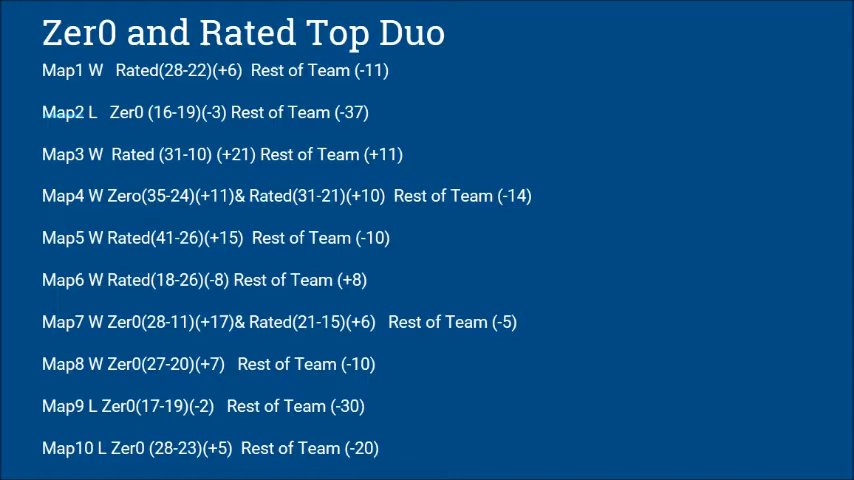 Zer0 and Rated Top Duo
Map1 W Rated(28-22)(+6) Rest of Team (-11)
Map2 L Zer0 (16-19)(-3) Rest of Team (-37)
Map3 W Rated (31-10) (+21) Rest of Team (+11)
Map4 W Zero(35-24)(+11)& Rated(31-21)(+10) Rest of Team (-14)
Map5 W Rated(41-26)(+15) Rest of Team (-10)
Map6 W Rated(18-26)(-8) Rest of Team (+8)
Map7 W Zer0(28-11)(+17)& Rated(21-15)(+6) Rest of Team (-5)
Map8 W Zer0(27-20)(+7) Rest of Team (-10)
Map9 L Zer0(17-19)(-2) Rest of Team (-30)
Map10 L Zer0 (28-23)(+5) Rest of Team (-20)